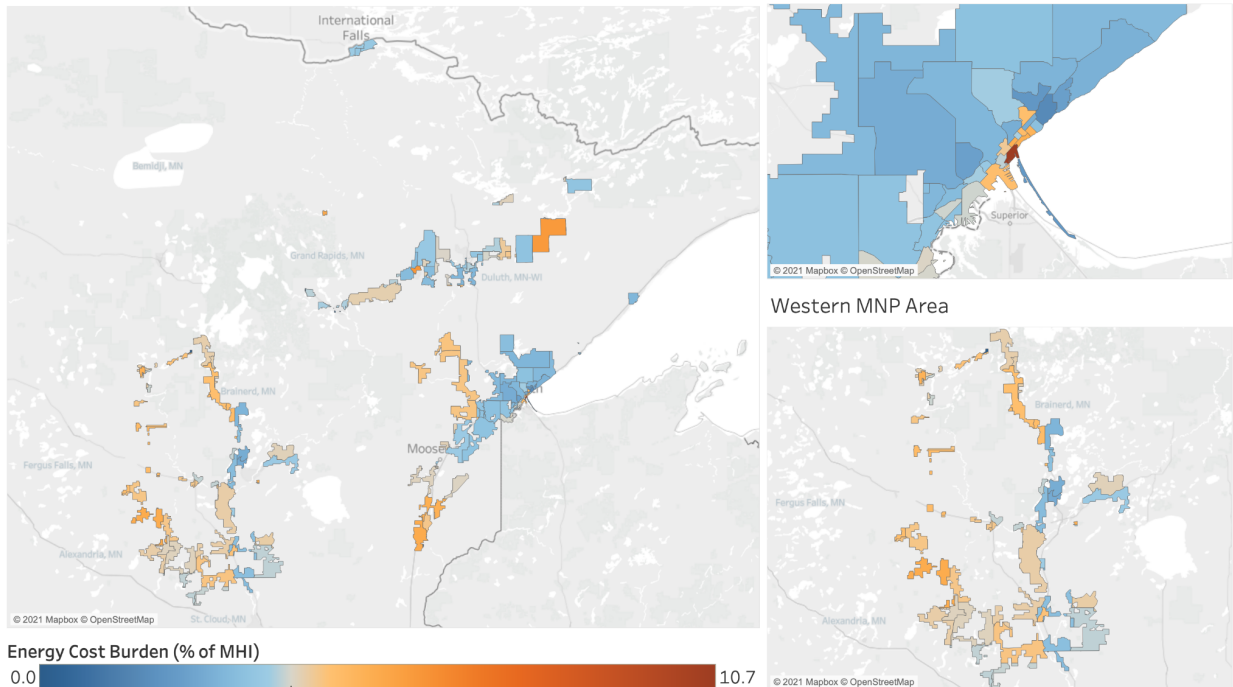 International
Falls
Bemidji, MN
Grand Rapids, MN
Duluth, MN-WI
Brainerd, MN
Fergus Falls, MN
Moose
Alexandria, MN
St. Cloud, MN
© 2021 Mapbox © OpenStreetMap
Superior
© 2021 Mapbox © OpenStreetMap
Western MNP Area
Brainerd, MN
Fergus Falls, MN
Alexandria, MN
© 2021 Mapbox © OpenStreetMap
Energy Cost Burden (% of MHI)
0.0
10.7